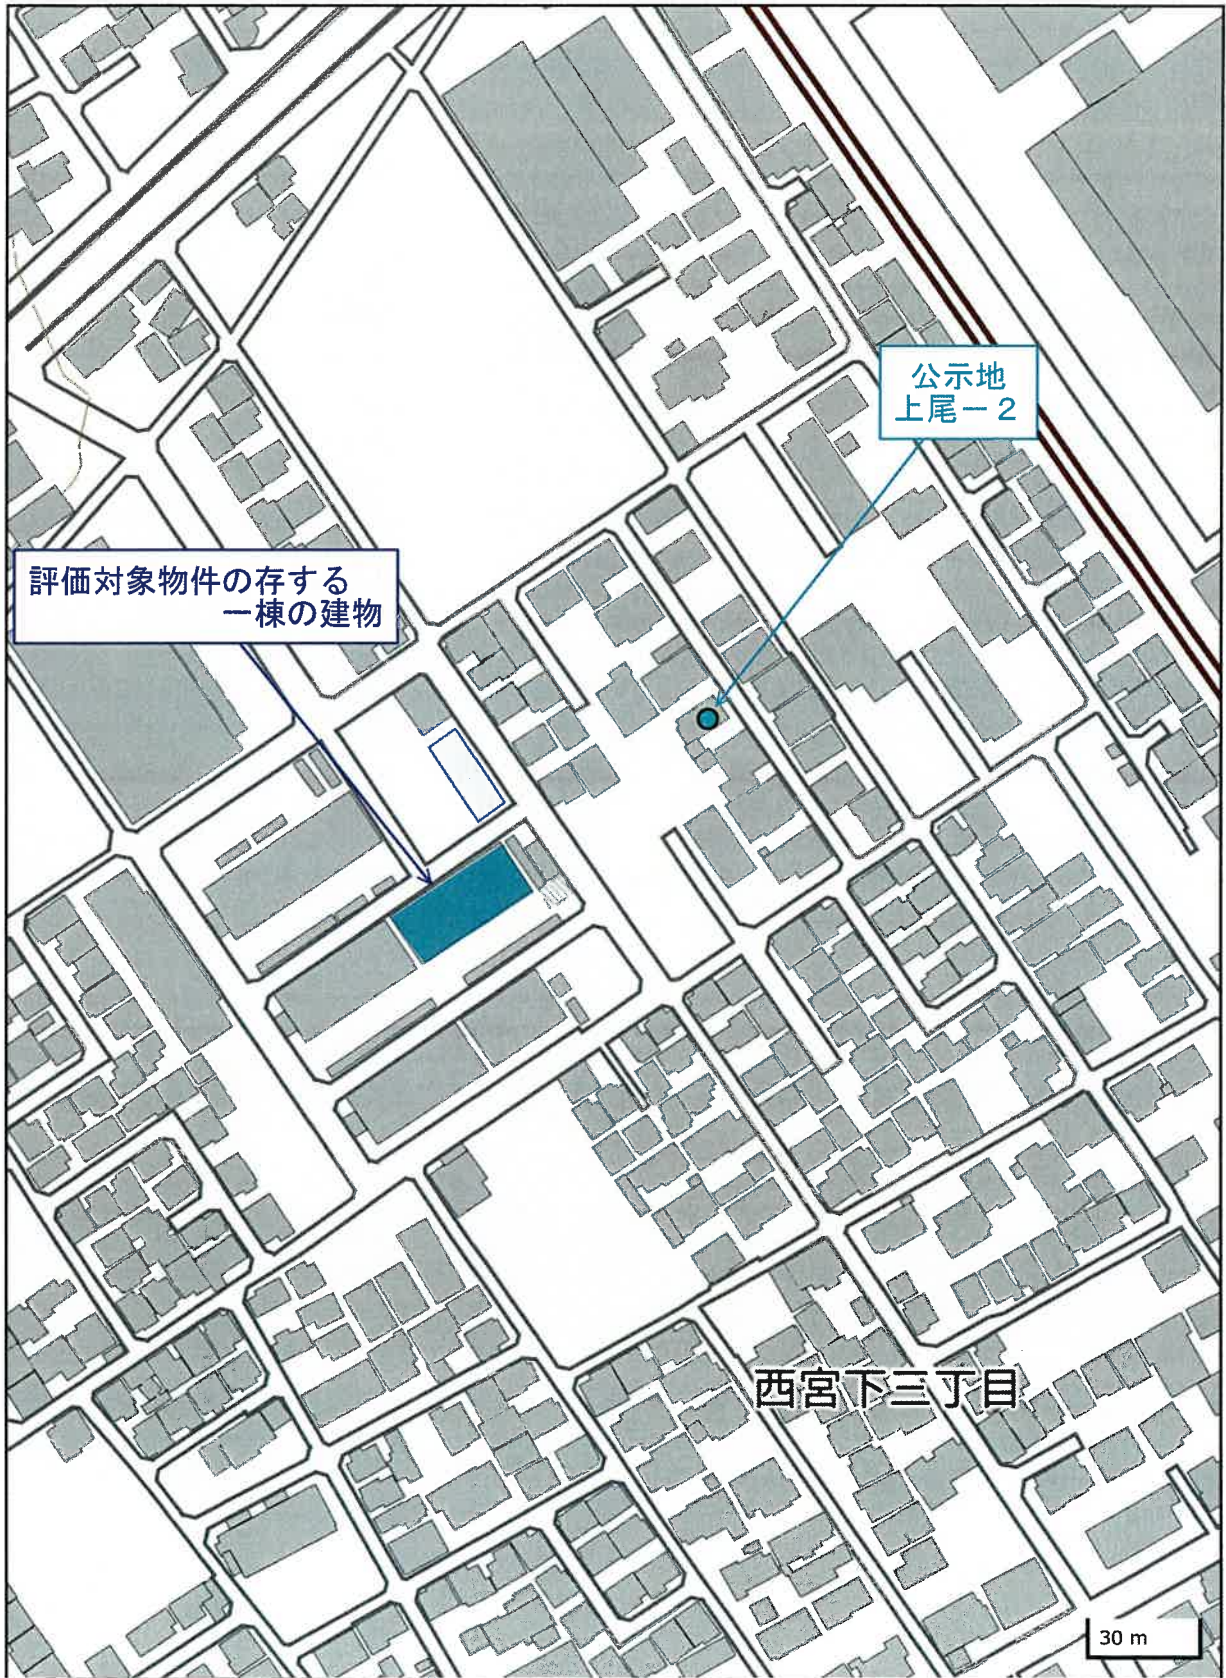 公示地
上尾－2
評価対象物件の存する
一棟の建物
西宮下三丁目
30 m